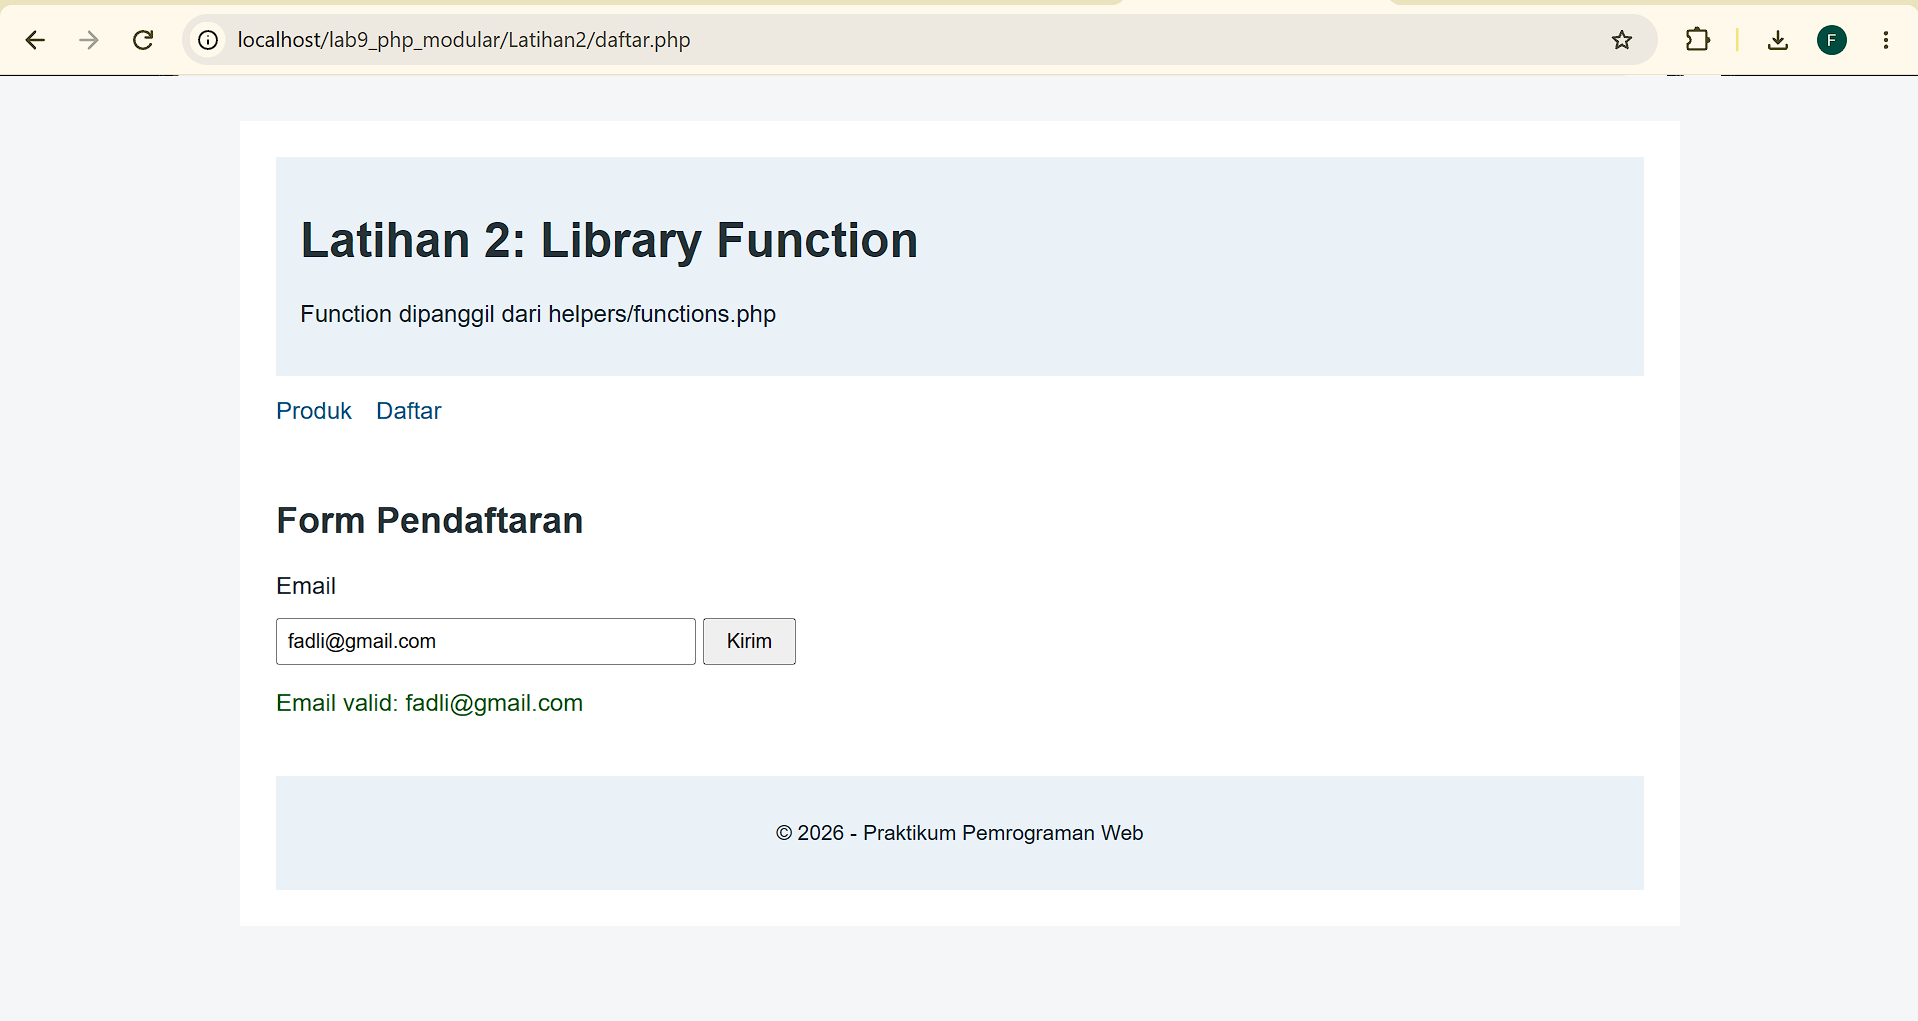 localhost/lab9_php_modular/Latihan2/daftar.php
F
Latihan 2: Library Function
Function dipanggil dari helpers/functions.php
Produk Daftar
Form Pendaftaran
Email
fadli@gmail.com Kirim
Email valid: fadli@gmail.com
© 2026 - Praktikum Pemrograman Web